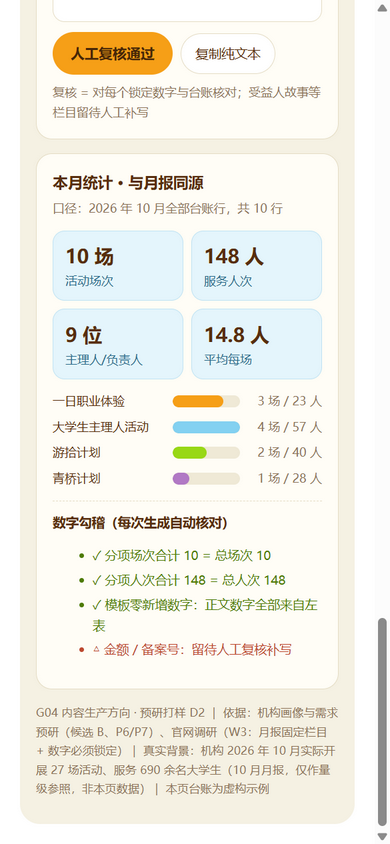 人工复核通过
复制纯文本
复核 = 对每个锁定数字与台账核对；受益人故事等
栏目留待人工补写
本月统计 · 与月报同源
口径：2026 年 10 月全部台账行，共 10 行
10 场
活动场次
148 人
服务人次
9 位
主理人/负责人
14.8 人
平均每场
一日职业体验 3 场 / 23 人
大学生主理人活动 4 场 / 57 人
游拾计划 2 场 / 40 人
青桥计划 1 场 / 28 人
数字勾稽（每次生成自动核对）
• ✓ 分项场次合计 10 = 总场次 10
• ✓ 分项人次合计 148 = 总人次 148
• ✓ 模板零新增数字：正文数字全部来自左
表
• △ 金额 / 备案号：留待人工复核补写
G04 内容生产方向 · 预研打样 D2 ｜ 依据：机构画像与需求
预研（候选 B、P6/P7）、官网调研（W3：月报固定栏目
+ 数字必须锁定）｜ 真实背景：机构 2026 年 10 月实际开
展 27 场活动、服务 690 余名大学生（10 月月报，仅作量
级参照，非本页数据）｜ 本页台账为虚构示例